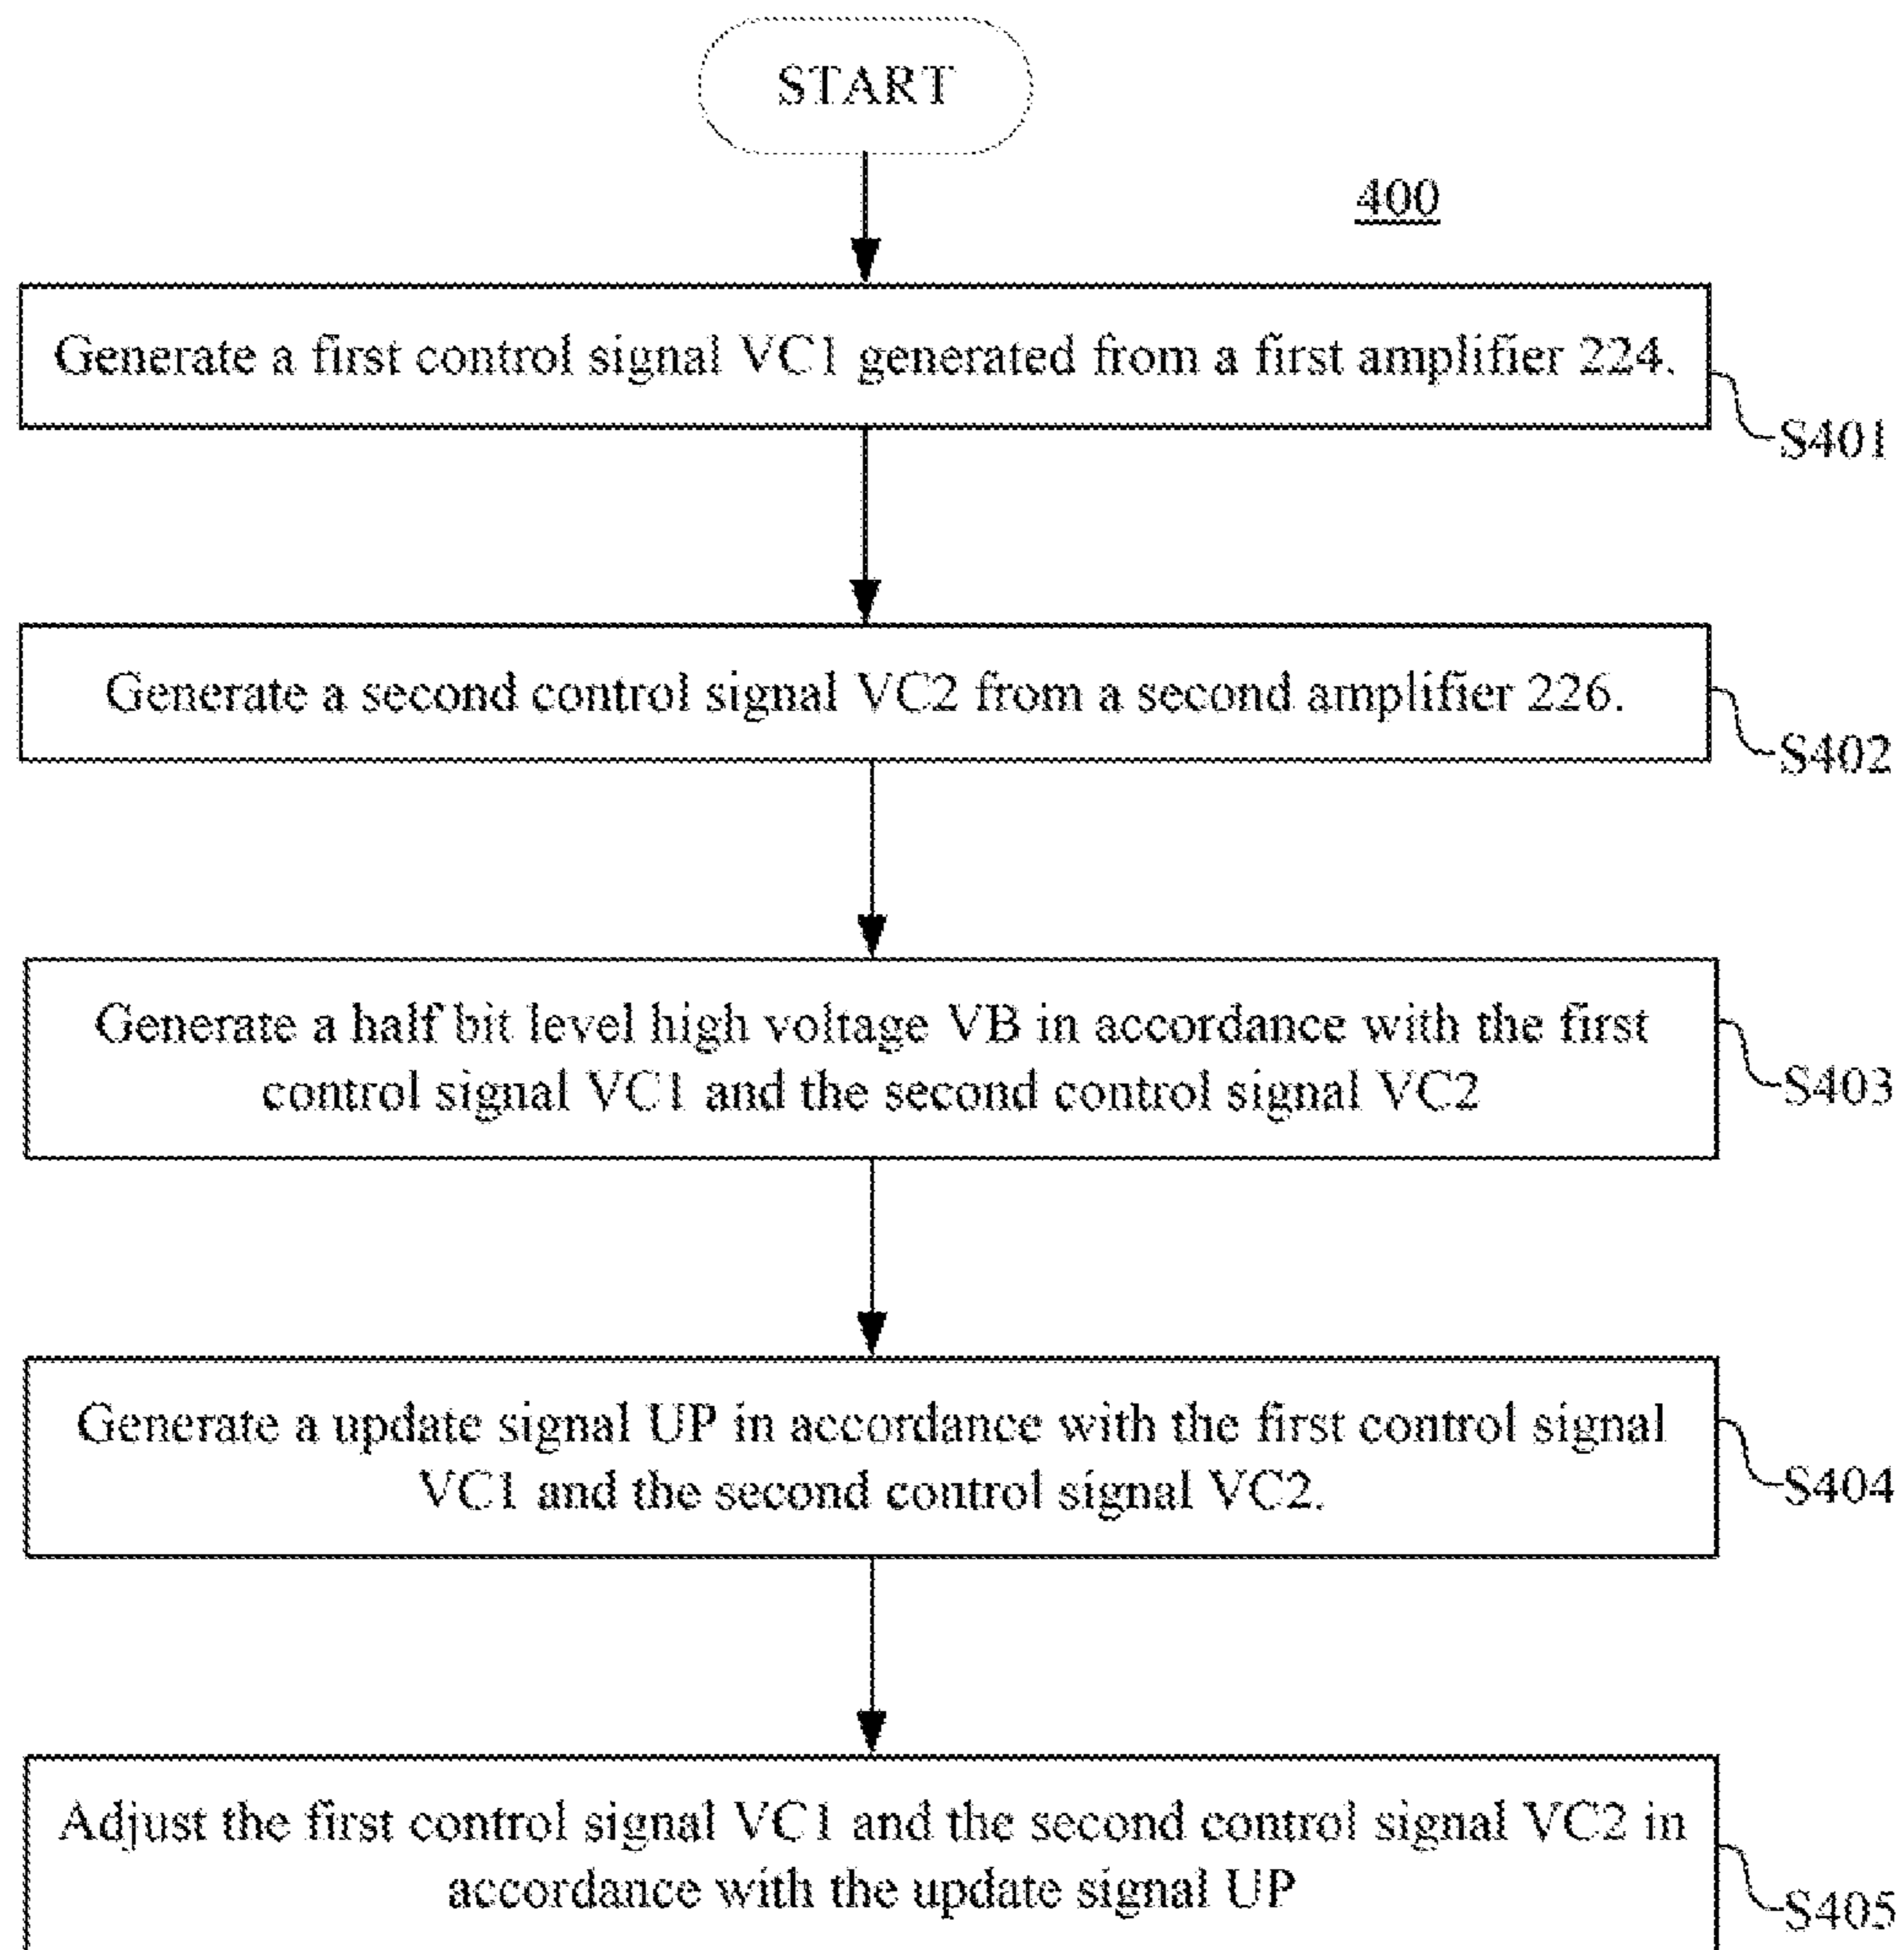 START
400
Generate a first control signal VC1 generated from a first amplifier 224.
S401
Generate a second control signal VC2 from a second amplifier 226.
S402
Generate a half bit level high voltage VB in accordance with the first
control signal VC1 and the second control signal VC2
S403
Generate a update signal UP in accordance with the first control signal
VC1 and the second control signal VC2.
S404
Adjust the first control signal VC1 and the second control signal VC2 in
accordance with the update signal UP
S405